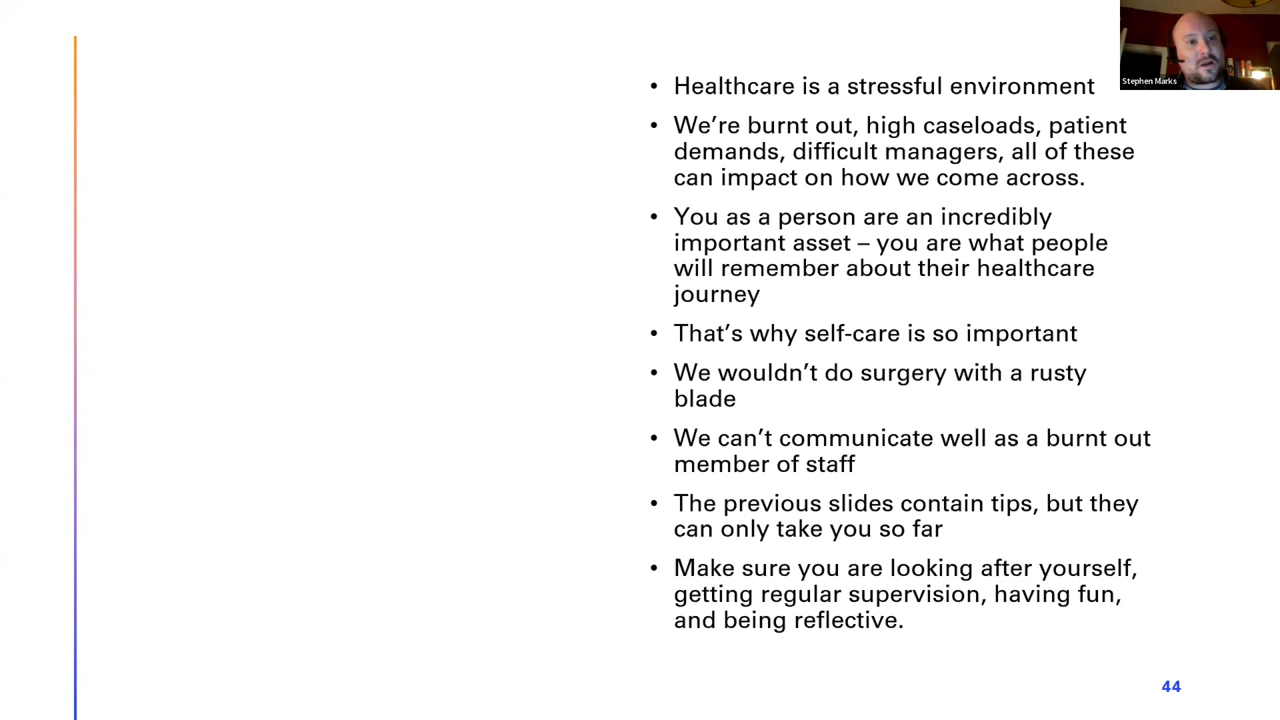 Stephen Marks
• Healthcare is a stressful environment
• We’re burnt out, high caseloads, patient
demands, difficult managers, all of these
can impact on how we come across.
• You as a person are an incredibly
important asset – you are what people
will remember about their healthcare
journey
• That’s why self-care is so important
• We wouldn’t do surgery with a rusty
blade
• We can’t communicate well as a burnt out
member of staff
• The previous slides contain tips, but they
can only take you so far
• Make sure you are looking after yourself,
getting regular supervision, having fun,
and being reflective.
44